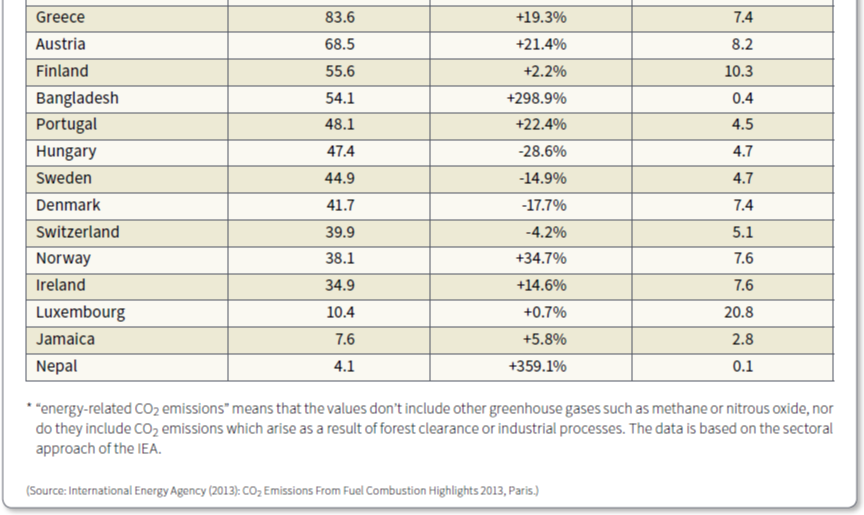 Greece 83.6 +19.3% 7.4
Austria 68.5 +21.4% 8.2
Finland 55.6 +2.2% 10.3
Bangladesh 54.1 +298.9% 0.4
Portugal 48.1 +22.4% 4.5
Hungary 47.4 -28.6% 4.7
Sweden 44.9 -14.9% 4.7
Denmark 41.7 -17.7% 7.4
Switzerland 39.9 -4.2% 5.1
Norway 38.1 +34.7% 7.6
Ireland 34.9 +14.6% 7.6
Luxembourg 10.4 +0.7% 20.8
Jamaica 7.6 +5.8% 2.8
Nepal 4.1 +359.1% 0.1
* “energy-related CO₂ emissions” means that the values don’t include other greenhouse gases such as methane or nitrous oxide, nor
do they include CO₂ emissions which arise as a result of forest clearance or industrial processes. The data is based on the sectoral
approach of the IEA.
(Source: International Energy Agency (2013): CO₂ Emissions From Fuel Combustion Highlights 2013, Paris.)